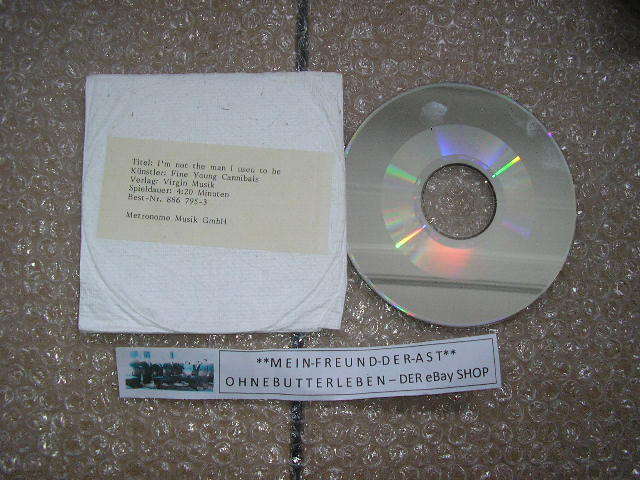 Titel: I'm not the man I used to be
Künstler: Fine Young Cannibals
Verlag: Virgin Musik
Spieldauer: 4:20 Minuten
Best-Nr. 886 795-3
Metronome Musik GmbH
**MEIN-FREUND-DER-AST**
OHNEBUTTERLEBEN – DER eBay SHOP